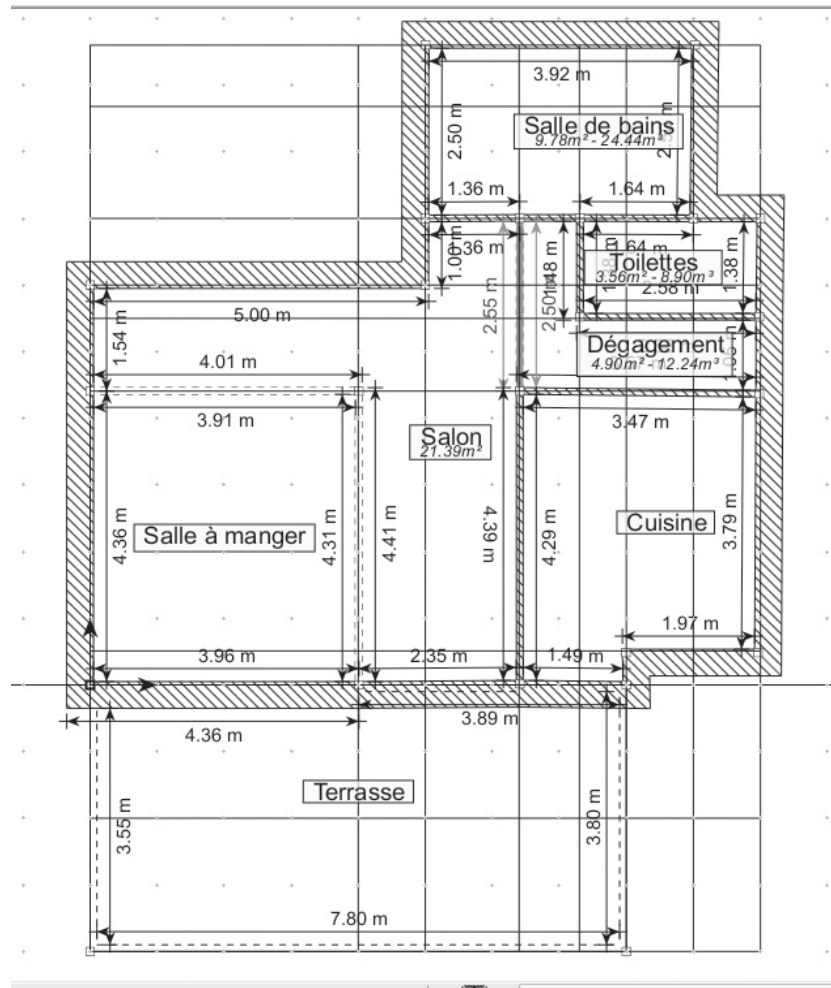 3.92 m
2.50 m
Salle de bains
9.78m² - 24.44m³
1.36 m
1.64 m
1.36 m
1.64 m
1.00 m
Toilettes
3.56m² - 8.90m³
1.38 m
2.58 m
1.48 m
2.50
2.55 m
5.00 m
1.54 m
Dégagement
4.90m² - 12.24m³
4.01 m
3.91 m
3.47 m
Salon
21.39m²
Salle à manger
Cuisine
4.36 m
4.31 m
4.41 m
4.39 m
4.29 m
3.79 m
1.97 m
3.96 m
2.35 m
1.49 m
4.36 m
3.89 m
Terrasse
3.55 m
3.80 m
7.80 m